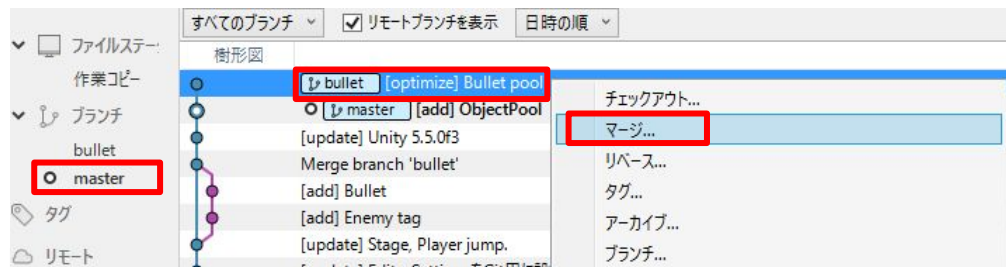 すべてのブランチ
リモートブランチを表示
日時の順
ファイルステー
作業コピー
ブランチ
bullet
master
タグ
リモート
樹形図
bullet [optimize] Bullet pool
master [add] ObjectPool
[update] Unity 5.5.0f3
Merge branch 'bullet'
[add] Bullet
[add] Enemy tag
[update] Stage, Player jump.
チェックアウト...
マージ...
リベース...
タグ...
アーカイブ...
ブランチ...